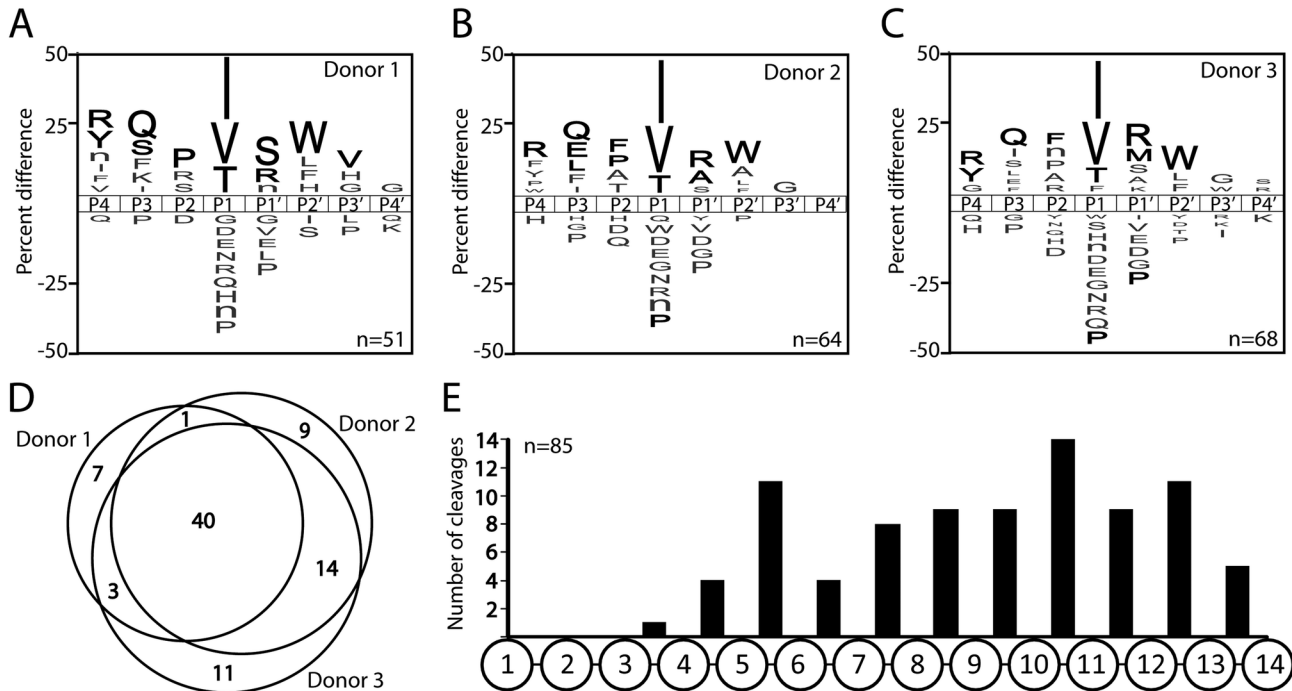 A
50
25
-25
-50
Percent difference
Donor 1
R Y n I F V
Q S F K I
P R S
I V T
S R n
W L F H
V H G
G
P4 P3 P2 P1 P1' P2' P3' P4'
Q
P
D
G D E N R Q H n P
G V E L P
I S
L P
Q K
n=51
B
50
25
-25
-50
Percent difference
Donor 2
R F Y P W
Q E L F I
F P A T
I V T
R A S
W A L F
G
P4 P3 P2 P1 P1' P2' P3' P4'
H
H G P
H D Q
Q W D E G N R n P
Y V D G P
P
n=64
C
50
25
-25
-50
Percent difference
Donor 3
R Y G
Q I S L E F
F n P A R
I V T F
R M S A K
W L F
G W
S R
P4 P3 P2 P1 P1' P2' P3' P4'
Q H
G P
Y N Q H D
W S H n D E G N R Q P
I V E D G P
Y D T P
R K I
K
n=68
D
Donor 1
Donor 2
Donor 3
1
9
7
40
14
3
11
E
n=85
Number of cleavages
14
12
10
8
6
4
2
1 2 3 4 5 6 7 8 9 10 11 12 13 14